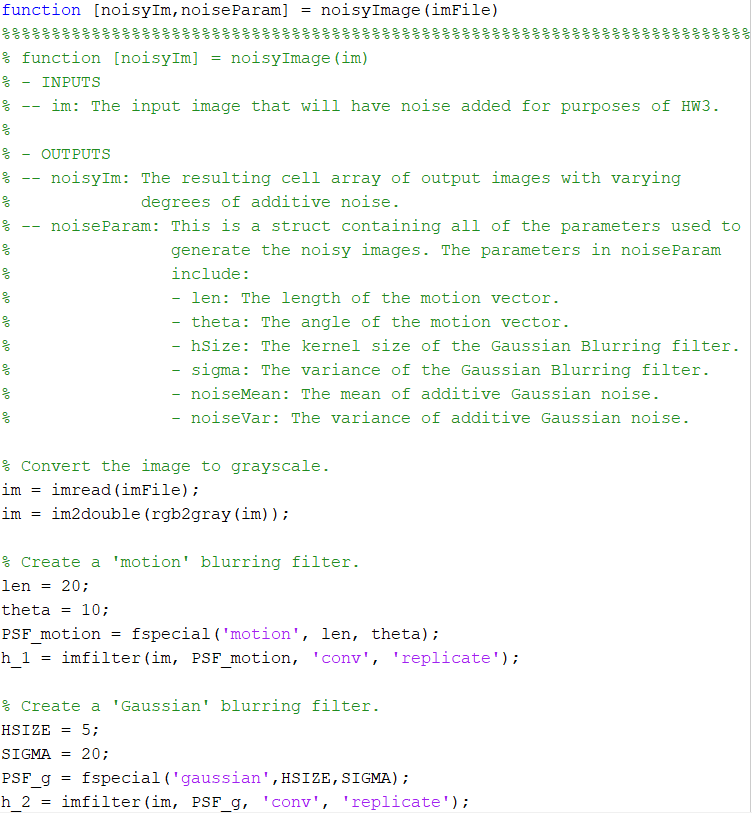 function [noisyIm,noiseParam] = noisyImage(imFile)
%%%%%%%%%%%%%%%%%%%%%%%%%%%%%%%%%%%%%%%%%%%%%%%%%%%%%%%%%%%%%%%%%%%%%%%%%%%
% function [noisyIm] = noisyImage(im)
% - INPUTS
% -- im: The input image that will have noise added for purposes of HW3.
%
% - OUTPUTS
% -- noisyIm: The resulting cell array of output images with varying
%             degrees of additive noise.
% -- noiseParam: This is a struct containing all of the parameters used to
%                generate the noisy images. The parameters in noiseParam
%                include:
%                - len: The length of the motion vector.
%                - theta: The angle of the motion vector.
%                - hSize: The kernel size of the Gaussian Blurring filter.
%                - sigma: The variance of the Gaussian Blurring filter.
%                - noiseMean: The mean of additive Gaussian noise.
%                - noiseVar: The variance of additive Gaussian noise.

% Convert the image to grayscale.
im = imread(imFile);
im = im2double(rgb2gray(im));

% Create a 'motion' blurring filter.
len = 20;
theta = 10;
PSF_motion = fspecial('motion', len, theta);
h_1 = imfilter(im, PSF_motion, 'conv', 'replicate');

% Create a 'Gaussian' blurring filter.
HSIZE = 5;
SIGMA = 20;
PSF_g = fspecial('gaussian',HSIZE,SIGMA);
h_2 = imfilter(im, PSF_g, 'conv', 'replicate');